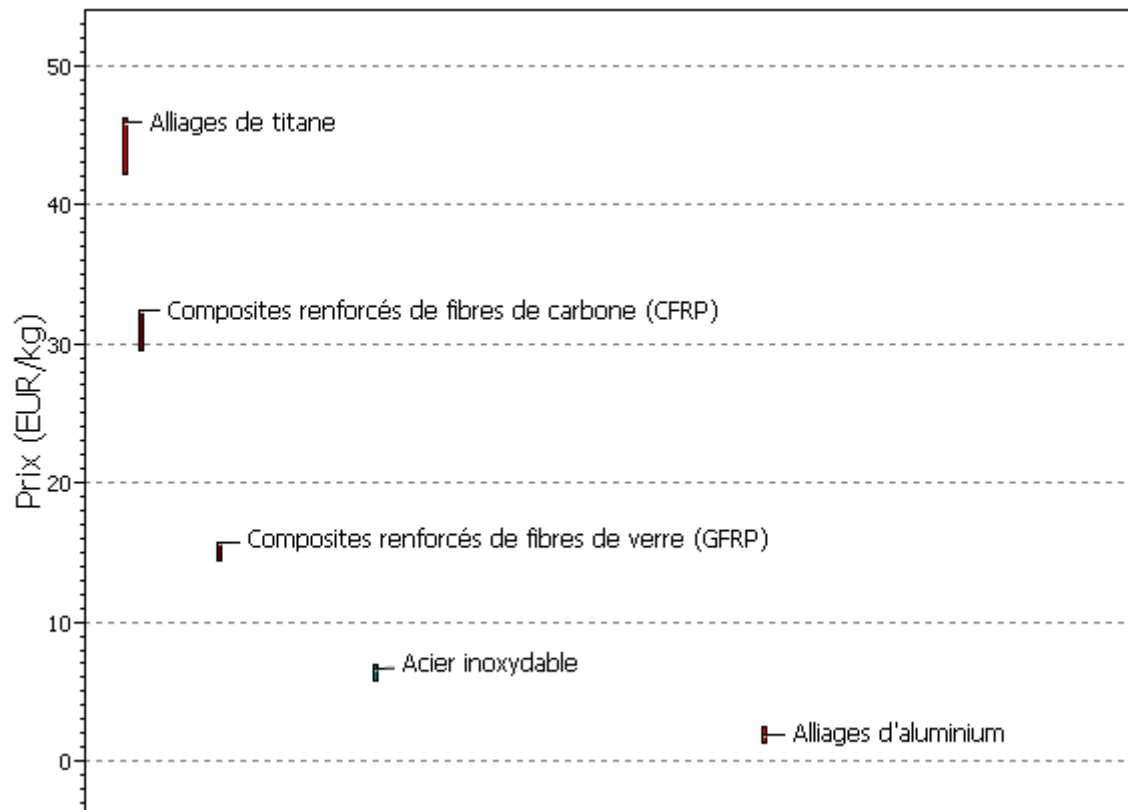 50
Alliages de titane
40
Composites renforcés de fibres de carbone (CFRP)
30
Prix (EUR/kg)
20
Composites renforcés de fibres de verre (GFRP)
10
Acier inoxydable
Alliages d'aluminium
0